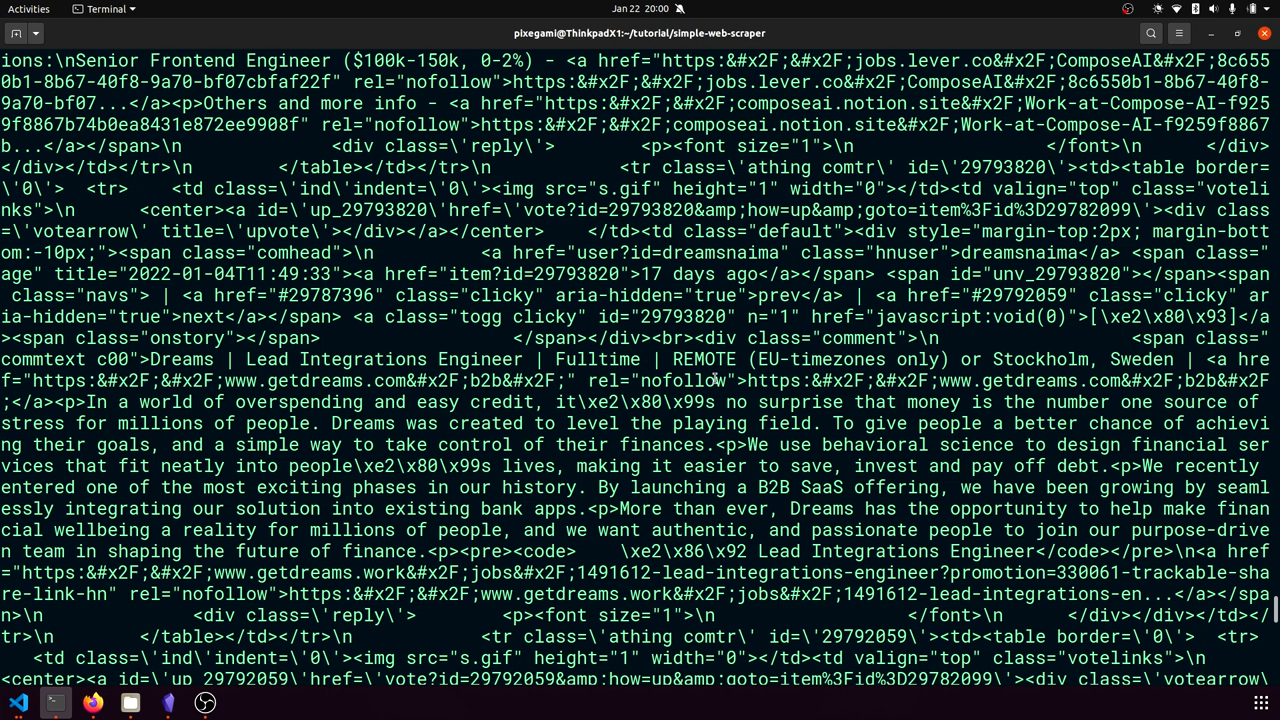 Activities
Terminal
Jan 22 20:00
pixegami@ThinkpadX1:~/tutorial/simple-web-scraper
ions:\nSenior Frontend Engineer ($100k-150k, 0-2%) - <a href="https:&#x2F;&#x2F;jobs.lever.co&#x2F;ComposeAI&#x2F;8c655
0b1-8b67-40f8-9a70-bf07cbfaf22f" rel="nofollow">https:&#x2F;&#x2F;jobs.lever.co&#x2F;ComposeAI&#x2F;8c6550b1-8b67-40f8-
9a70-bf07...</a><p>Others and more info - <a href="https:&#x2F;&#x2F;composeai.notion.site&#x2F;Work-at-Compose-AI-f925
9f8867b74b0ea8431e872ee9908f" rel="nofollow">https:&#x2F;&#x2F;composeai.notion.site&#x2F;Work-at-Compose-AI-f9259f8867
b...</a></span>\n              <div class=\'reply\'>        <p><font size="1">\n                      </font>\n      </div>
</div></td></tr>\n        </table></td></tr>\n            <tr class=\'athing comtr\' id=\'29793820\'><td><table border=
\'0\'>  <tr>    <td class=\'ind\'indent=\'0\'><img src="s.gif" height="1" width="0"></td><td valign="top" class="voteli
nks">\n      <center><a id=\'up_29793820\'href=\'vote?id=29793820&amp;how=up&amp;goto=item%3Fid%3D29782099\'><div class
=\'votearrow\' title=\'upvote\'></div></a></center>    </td><td class="default"><div style="margin-top:2px; margin-bott
om:-10px;"><span class="comhead">\n          <a href="user?id=dreamsnaima" class="hnuser">dreamsnaima</a> <span class="
age" title="2022-01-04T11:49:33"><a href="item?id=29793820">17 days ago</a></span> <span id="unv_29793820"></span><span
 class="navs"> | <a href="#29787396" class="clicky" aria-hidden="true">prev</a> | <a href="#29792059" class="clicky" ar
ia-hidden="true">next</a></span> <a class="togg clicky" id="29793820" n="1" href="javascript:void(0)">[\xe2\x80\x93]</a
><span class="onstory"></span>                  </span></div><br><div class="comment">\n                  <span class="
commtext c00">Dreams | Lead Integrations Engineer | Fulltime | REMOTE (EU-timezones only) or Stockholm, Sweden | <a hre
f="https:&#x2F;&#x2F;www.getdreams.com&#x2F;b2b&#x2F;" rel="nofollow">https:&#x2F;&#x2F;www.getdreams.com&#x2F;b2b&#x2F
;</a><p>In a world of overspending and easy credit, it\xe2\x80\x99s no surprise that money is the number one source of
stress for millions of people. Dreams was created to level the playing field. To give people a better chance of achievi
ng their goals, and a simple way to take control of their finances.<p>We use behavioral science to design financial ser
vices that fit neatly into people\xe2\x80\x99s lives, making it easier to save, invest and pay off debt.<p>We recently
entered one of the most exciting phases in our history. By launching a B2B SaaS offering, we have been growing by seaml
essly integrating our solution into existing bank apps.<p>More than ever, Dreams has the opportunity to help make finan
cial wellbeing a reality for millions of people, and we want authentic, and passionate people to join our purpose-drive
n team in shaping the future of finance.<p><pre><code>    \xe2\x86\x92 Lead Integrations Engineer</code></pre>\n<a href
="https:&#x2F;&#x2F;www.getdreams.work&#x2F;jobs&#x2F;1491612-lead-integrations-engineer?promotion=330061-trackable-sha
re-link-hn" rel="nofollow">https:&#x2F;&#x2F;www.getdreams.work&#x2F;jobs&#x2F;1491612-lead-integrations-en...</a></spa
n>\n              <div class=\'reply\'>        <p><font size="1">\n                  </font>\n      </div></div></td></
tr>\n        </table></td></tr>\n            <tr class=\'athing comtr\' id=\'29792059\'><td><table border=\'0\'>  <tr>
   <td class=\'ind\'indent=\'0\'><img src="s.gif" height="1" width="0"></td><td valign="top" class="votelinks">\n
<center><a id=\'up_29792059\'href=\'vote?id=29792059&amp;how=up&amp;goto=item%3Fid%3D29782099\'><div class=\'votearrow\